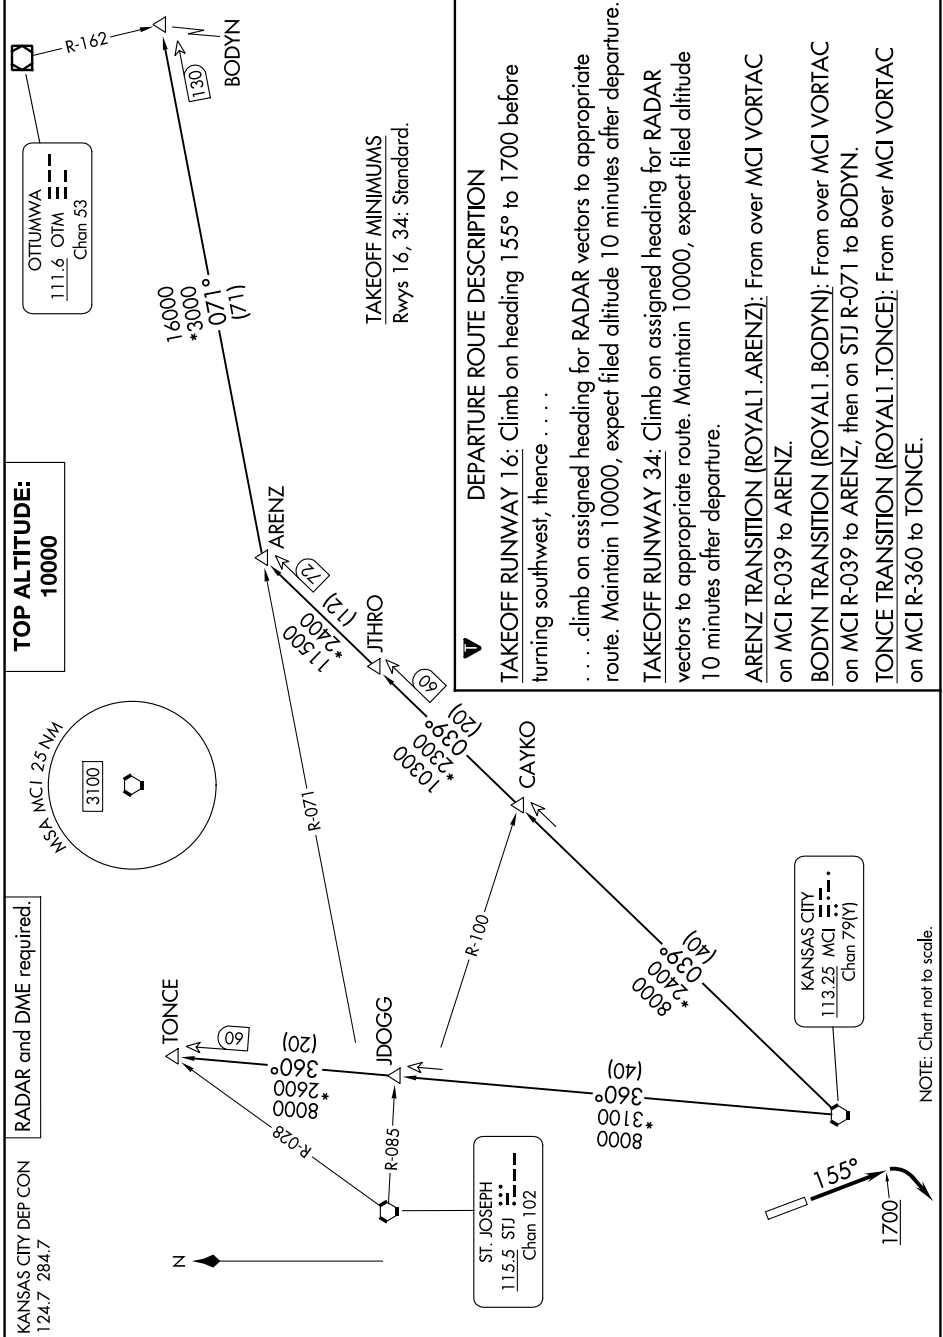 KANSAS CITY DEP CON
124.7 284.7
RADAR and DME required.
TOP ALTITUDE:
10000
MSA MCI 25 NM
3100
OTTUMWA
111.6 OTM
Chan 53
R-162
BODYN
130
16000
*3000
071°
(71)
TAKEOFF MINIMUMS
Rwys 16, 34: Standard.
ARENZ
72
11500
*2400
(12)
JTHRO
60
10300
*2300
039°
(20)
CAYKO
R-071
R-100
TONCE
60
8000
*2600
360°
(20)
JDOGG
R-028
R-085
8000
*3100
360°
(40)
8000
*2400
039°
(40)
N
ST. JOSEPH
115.5 STJ
Chan 102
KANSAS CITY
113.25 MCI
Chan 79(Y)
155°
1700
NOTE: Chart not to scale.
T
DEPARTURE ROUTE DESCRIPTION
TAKEOFF RUNWAY 16: Climb on heading 155° to 1700 before
turning southwest, thence . . . .
. . . .climb on assigned heading for RADAR vectors to appropriate
route. Maintain 10000, expect filed altitude 10 minutes after departure.
TAKEOFF RUNWAY 34: Climb on assigned heading for RADAR
vectors to appropriate route. Maintain 10000, expect filed altitude
10 minutes after departure.
ARENZ TRANSITION (ROYAL1.ARENZ): From over MCI VORTAC
on MCI R-039 to ARENZ.
BODYN TRANSITION (ROYAL1.BODYN): From over MCI VORTAC
on MCI R-039 to ARENZ, then on STJ R-071 to BODYN.
TONCE TRANSITION (ROYAL1.TONCE): From over MCI VORTAC
on MCI R-360 to TONCE.